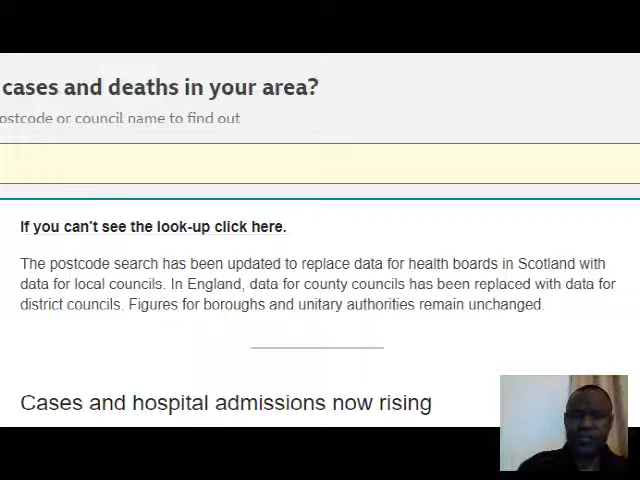 cases and deaths in your area?
ostcode or council name to find out
If you can't see the look-up click here.
The postcode search has been updated to replace data for health boards in Scotland with
data for local councils. In England, data for county councils has been replaced with data for
district councils. Figures for boroughs and unitary authorities remain unchanged.
Cases and hospital admissions now rising